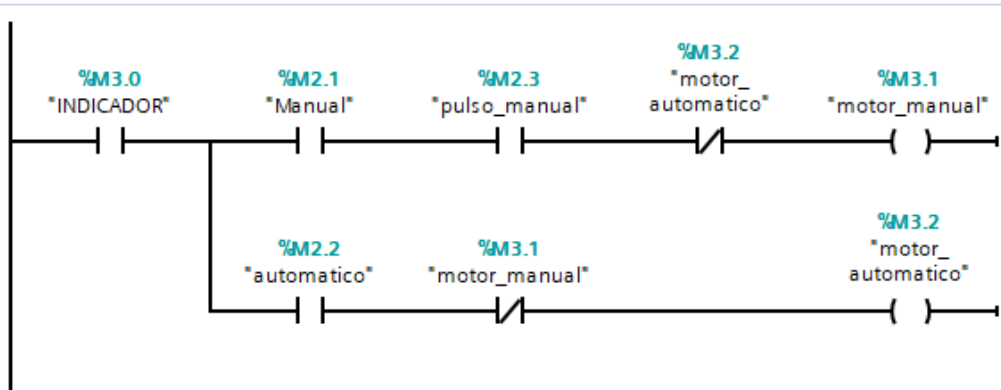 %M3.0
"INDICADOR"
%M2.1
"Manual"
%M2.3
"pulso_manual"
%M3.2
"motor_
automatico"
%M3.1
"motor_manual"
%M2.2
"automatico"
%M3.1
"motor_manual"
%M3.2
"motor_
automatico"